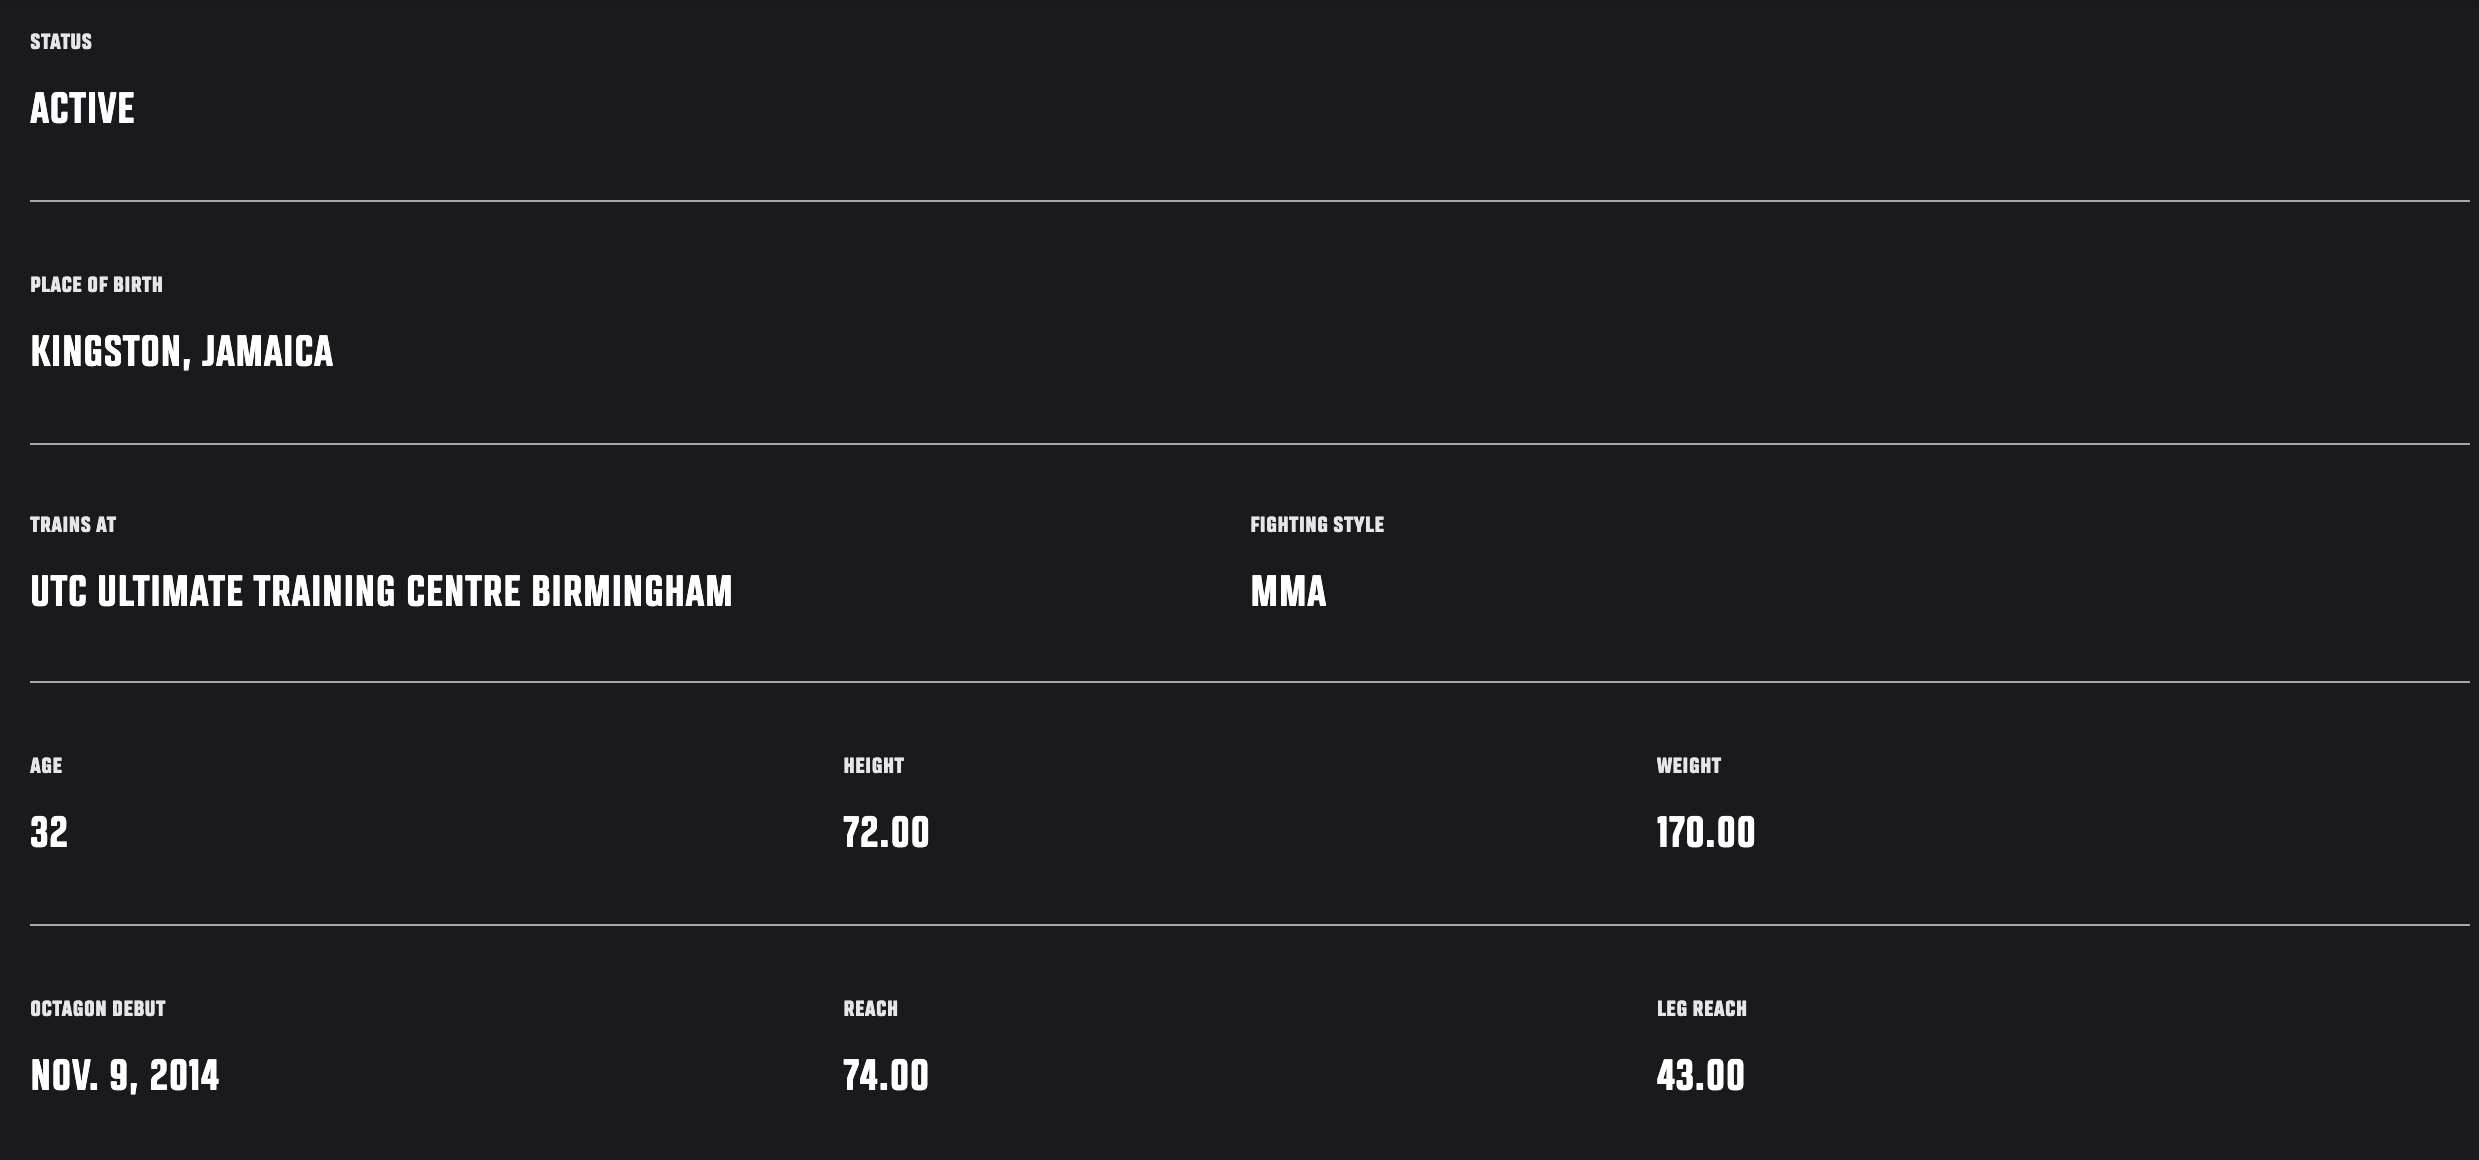 STATUS
ACTIVE
PLACE OF BIRTH
KINGSTON, JAMAICA
TRAINS AT
UTC ULTIMATE TRAINING CENTRE BIRMINGHAM
FIGHTING STYLE
MMA
AGE
32
HEIGHT
72.00
WEIGHT
170.00
OCTAGON DEBUT
NOV. 9, 2014
REACH
74.00
LEG REACH
43.00